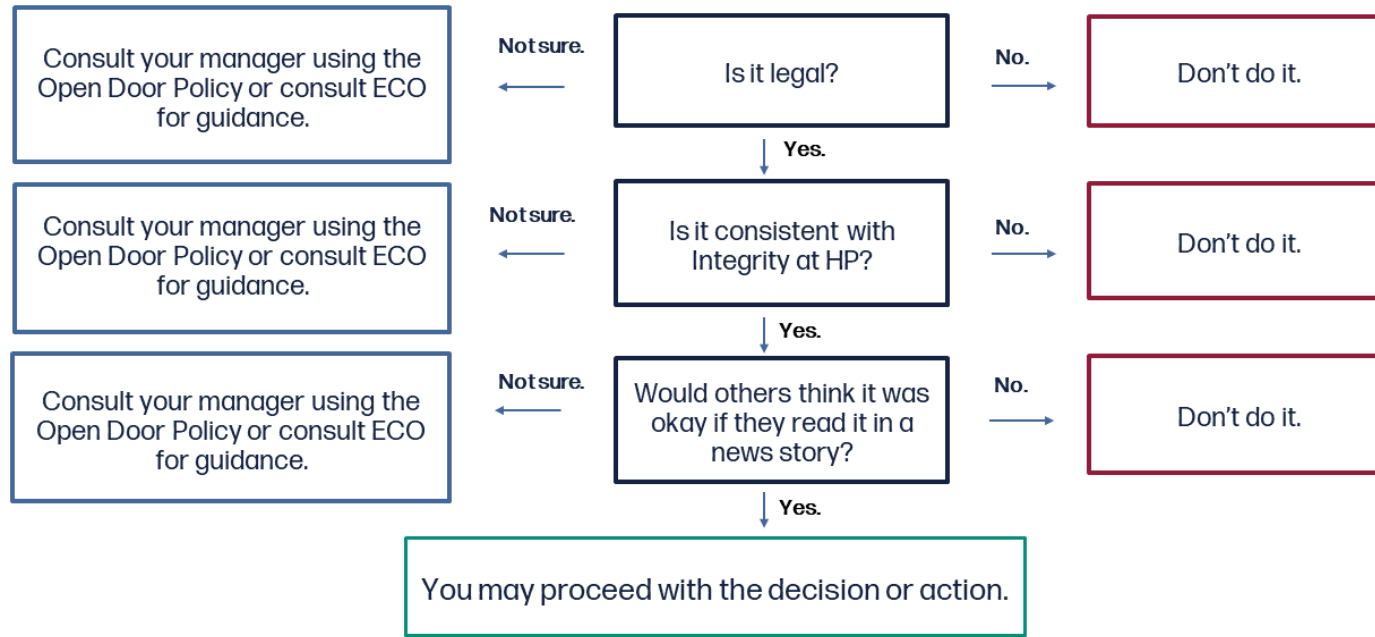 Consult your manager using the
Open Door Policy or consult ECO
for guidance.
Not sure.
Is it legal?
No.
Don't do it.
Yes.
Consult your manager using the
Open Door Policy or consult ECO
for guidance.
Not sure.
Is it consistent with
Integrity at HP?
No.
Don't do it.
Yes.
Consult your manager using the
Open Door Policy or consult ECO
for guidance.
Not sure.
Would others think it was
okay if they read it in a
news story?
No.
Don't do it.
Yes.
You may proceed with the decision or action.